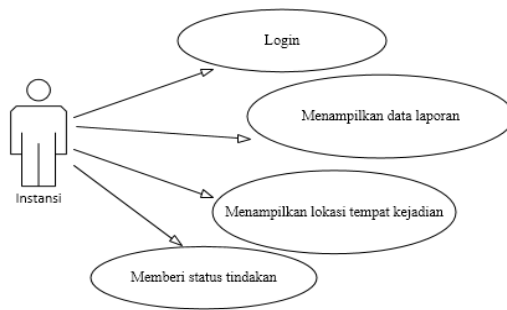 Login
Menampilkan data laporan
Instansi
Menampilkan lokasi tempat kejadian
Memberi status tindakan